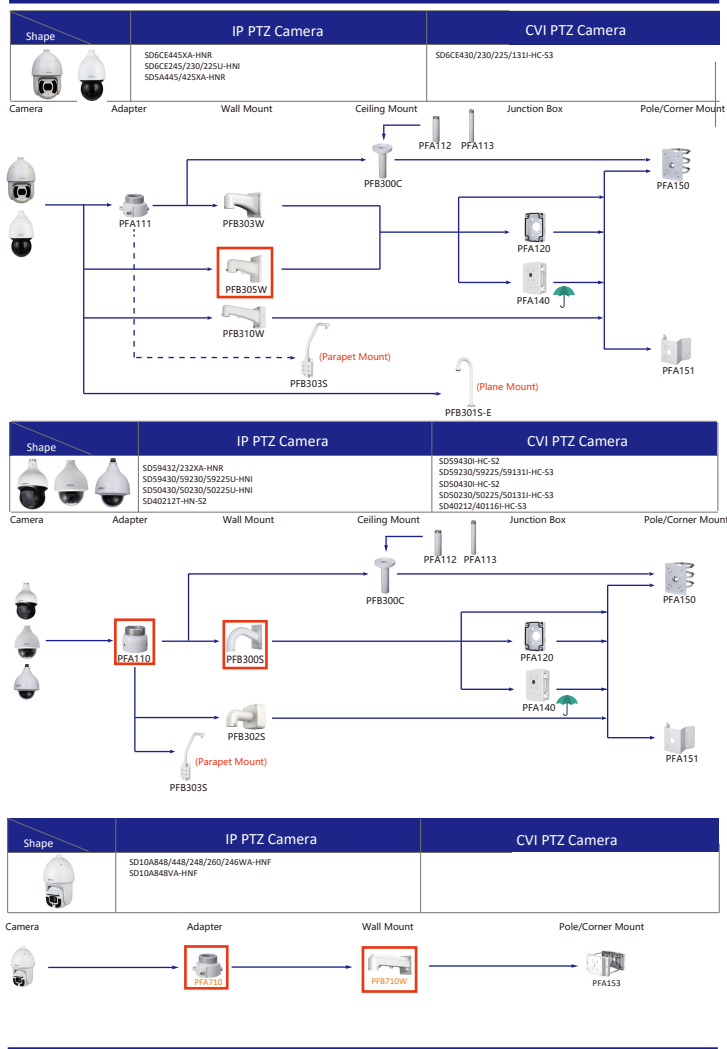 Shape
IP PTZ Camera
CVI PTZ Camera
SD6CE445XA-HNR
SD6CE245/230/225U-HNI
SD5A445/425XA-HNR
SD6CE430/230/225/131I-HC-S3
Camera
Adapter
Wall Mount
Ceiling Mount
Junction Box
Pole/Corner Mount
PFA112
PFA113
PFB300C
PFA150
PFA111
PFB303W
PFA120
PFB305W
PFA140
PFB310W
(Parapet Mount)
PFB303S
PFA151
(Plane Mount)
PFB301S-E
Shape
IP PTZ Camera
CVI PTZ Camera
SD59432/232XA-HNR
SD59430/59230/59225U-HNI
SD50430/50230/50225U-HNI
SD40212T-HN-S2
SD59430I-HC-S2
SD59230/59225/59131I-HC-S3
SD50430I-HC-S2
SD50230/50225/50131I-HC-S3
SD40212/40116I-HC-S3
Camera
Adapter
Wall Mount
Ceiling Mount
Junction Box
Pole/Corner Mount
PFA112
PFA113
PFB300C
PFA150
PFA110
PFB300S
PFA120
PFA140
PFB302S
(Parapet Mount)
PFB303S
PFA151
Shape
IP PTZ Camera
CVI PTZ Camera
SD10A848/448/248/260/246WA-HNF
SD10A848VA-HNF
Camera
Adapter
Wall Mount
Pole/Corner Mount
PFA710
PFB710W
PFA153